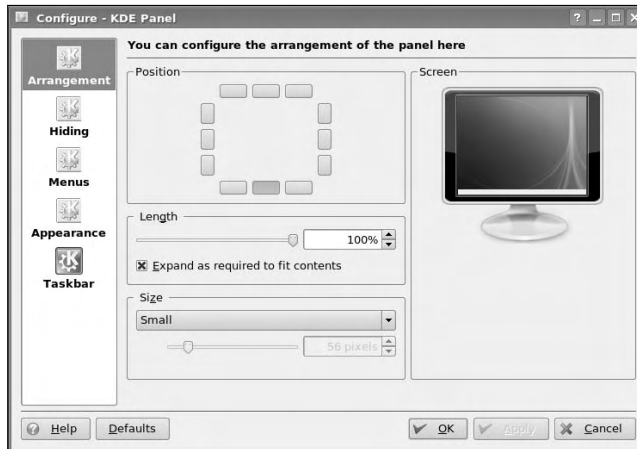 Configure - KDE Panel
Arrangement
Hiding
Menus
Appearance
Taskbar
You can configure the arrangement of the panel here
Position
Screen
Length
100%
Expand as required to fit contents
Size
Small
56 pixels
Help
Defaults
OK
Apply
Cancel